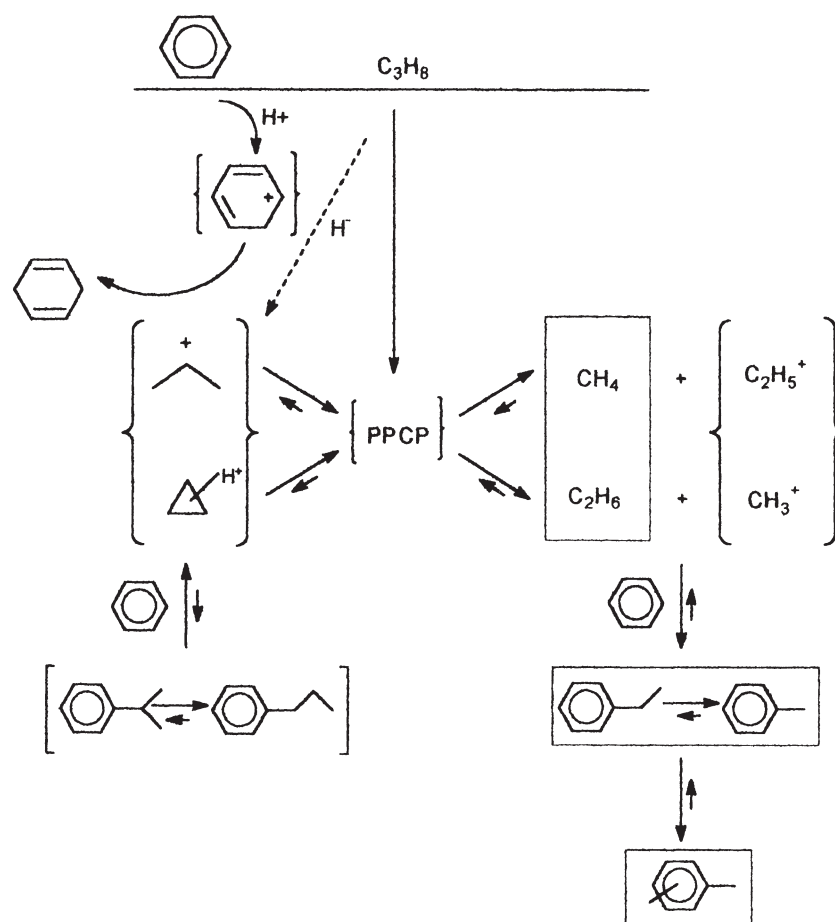 C₃H₈
H+
+
H⁻
+
CH₄ + C₂H₅⁺
{ PPCP }
H⁺
C₂H₆ + CH₃⁺